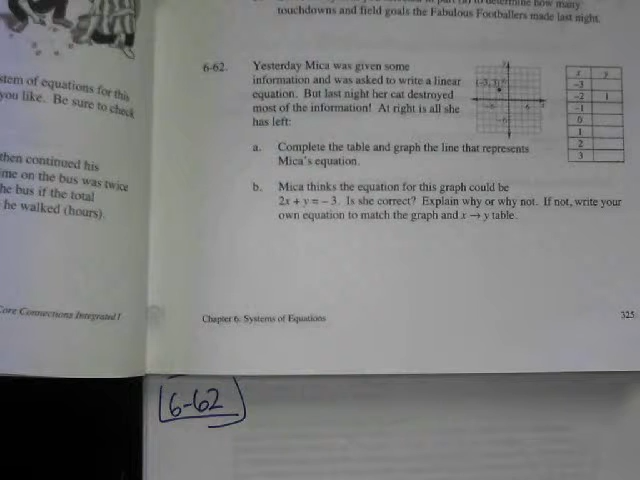 touchdowns and field goals the Fabulous Footballers made last night.
stem of equations for this
you like. Be sure to check
then continued his
me on the bus was twice
he bus if the total
he walked (hours).
Core Connections Integrated I
6-62.
Yesterday Mica was given some
information and was asked to write a linear
equation. But last night her cat destroyed
most of the information! At right is all she
has left:
x y
-3
-2 1
-1
0
1
2
3
a. Complete the table and graph the line that represents
Mica's equation.
b. Mica thinks the equation for this graph could be
2x + y = -3. Is she correct? Explain why or why not. If not, write your
own equation to match the graph and x → y table.
Chapter 6: Systems of Equations
325
6-62